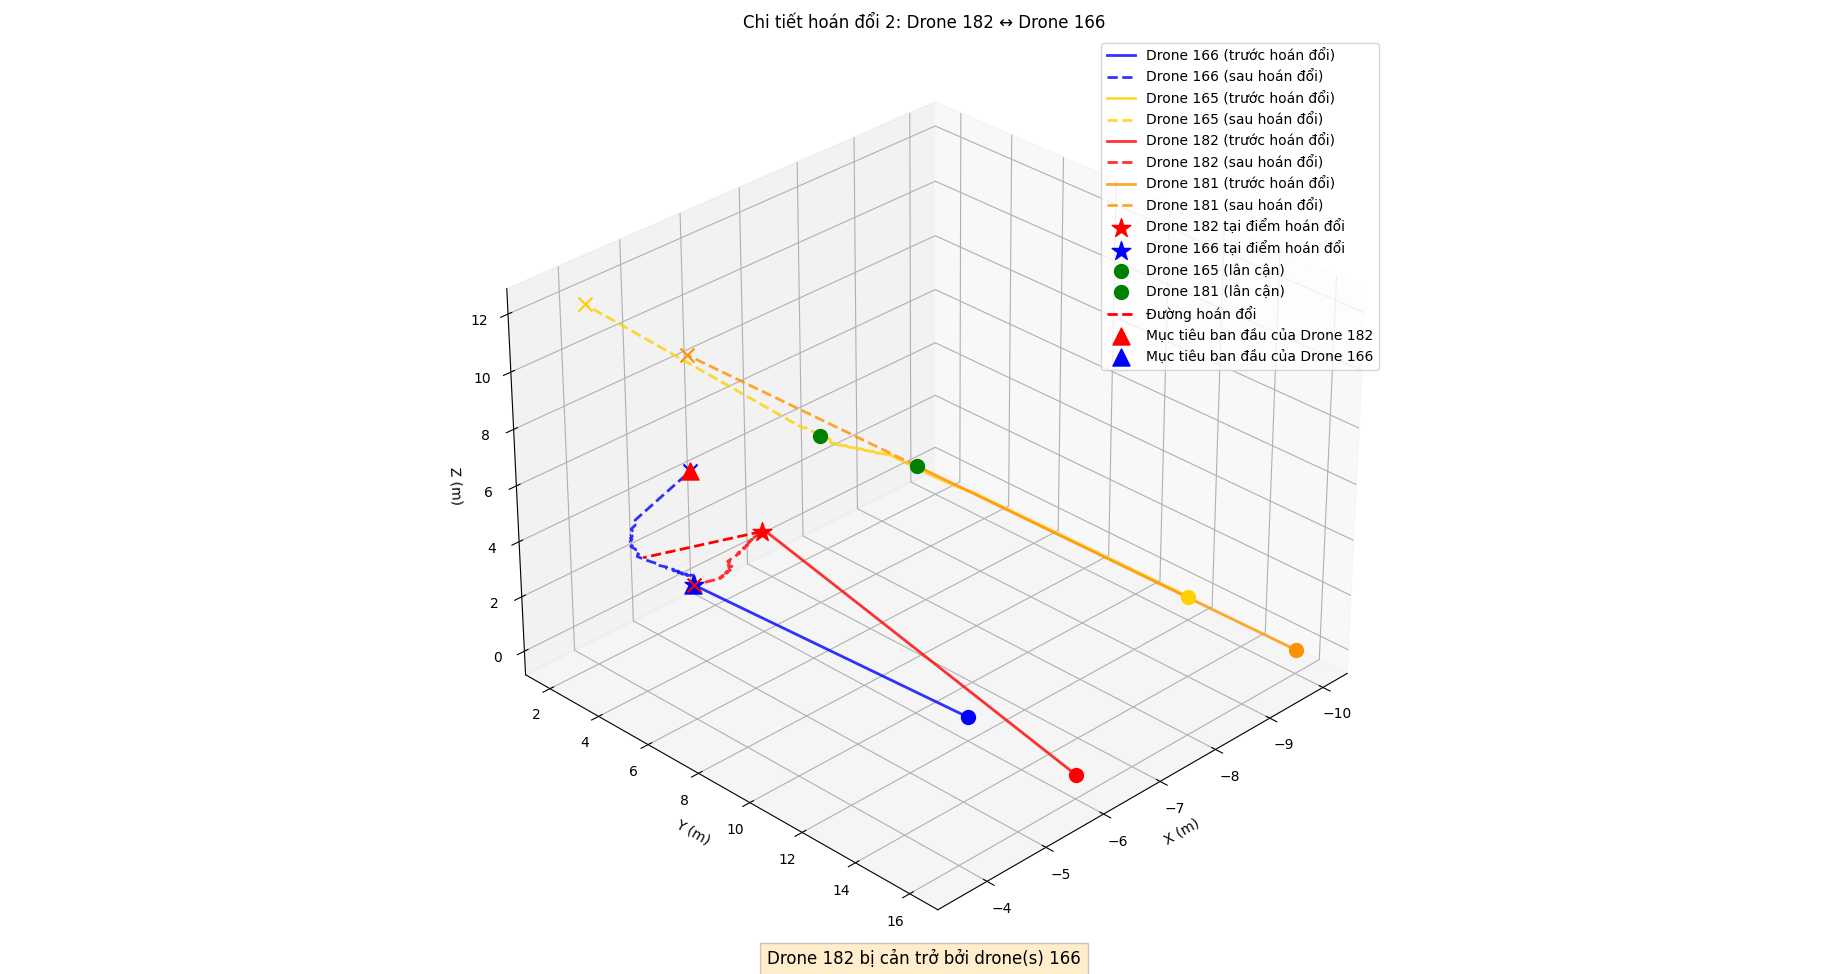 Chi tiết hoán đổi 2: Drone 182 ↔ Drone 166
Drone 166 (trước hoán đổi)
Drone 166 (sau hoán đổi)
Drone 165 (trước hoán đổi)
Drone 165 (sau hoán đổi)
Drone 182 (trước hoán đổi)
Drone 182 (sau hoán đổi)
Drone 181 (trước hoán đổi)
Drone 181 (sau hoán đổi)
Drone 182 tại điểm hoán đổi
Drone 166 tại điểm hoán đổi
Drone 165 (lân cận)
Drone 181 (lân cận)
Đường hoán đổi
Mục tiêu ban đầu của Drone 182
Mục tiêu ban đầu của Drone 166
12
10
8
6
4
2
0
Z (m)
2
4
6
8
10
12
14
16
Y (m)
−10
−9
−8
−7
−6
−5
−4
X (m)
Drone 182 bị cản trở bởi drone(s) 166